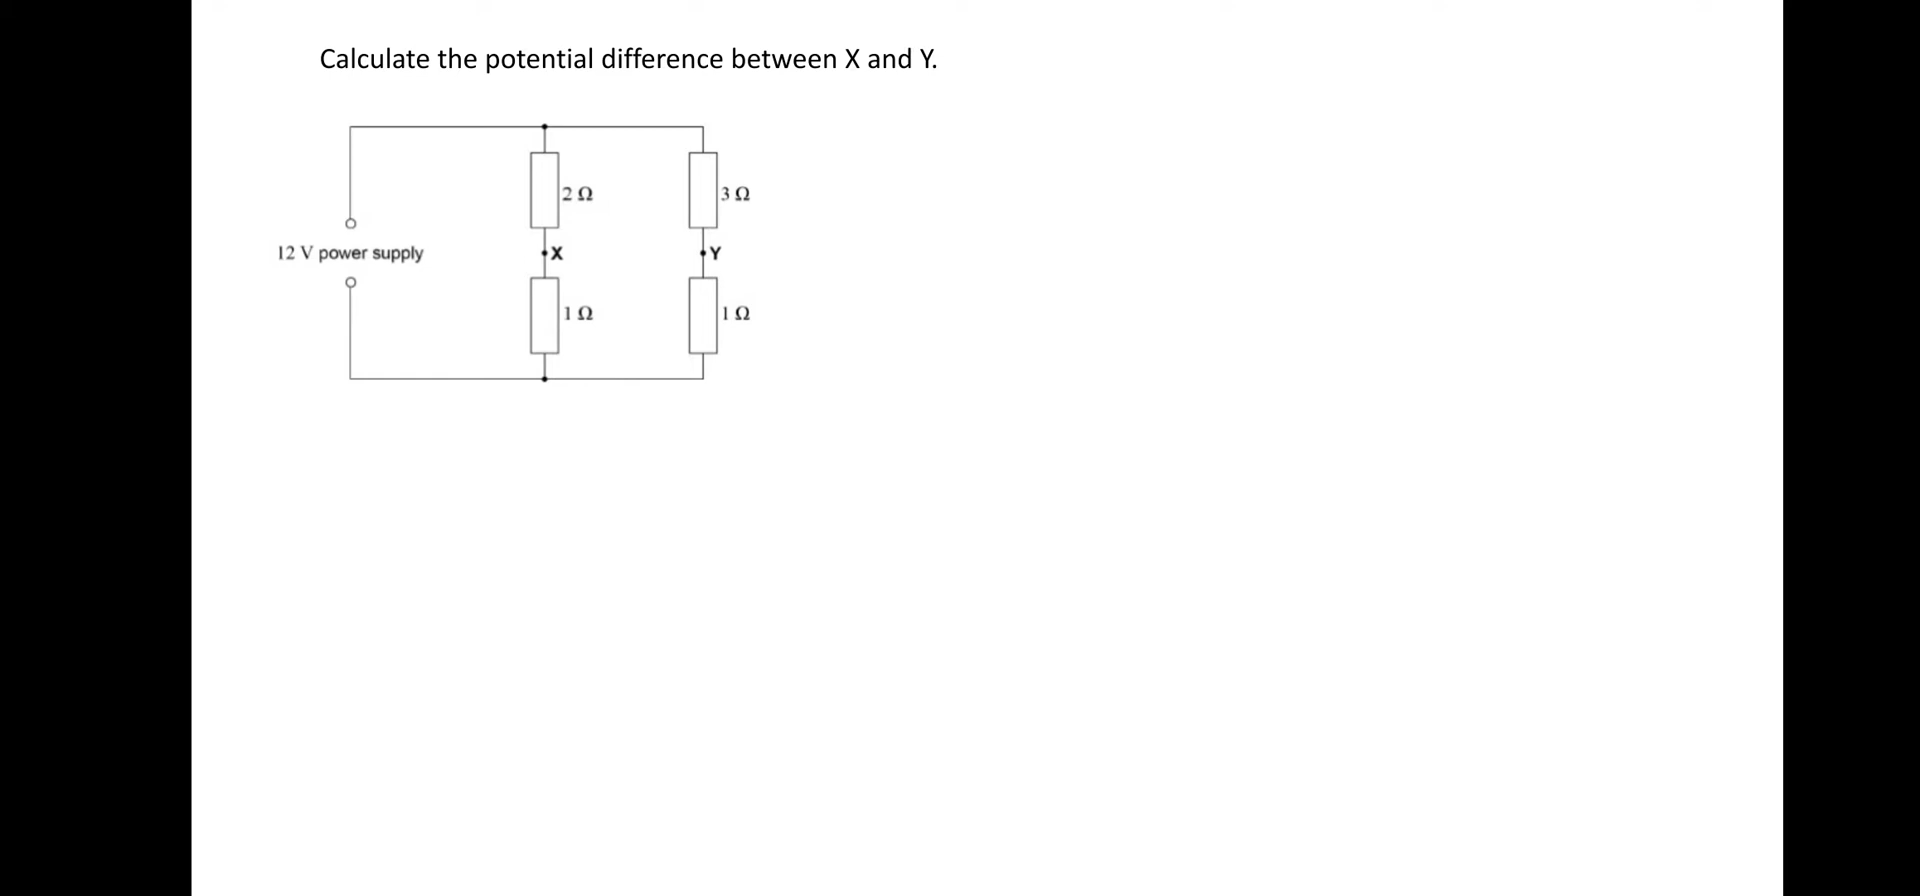 Calculate the potential difference between X and Y.
2 Ω
3 Ω
12 V power supply
X
Y
1 Ω
1 Ω